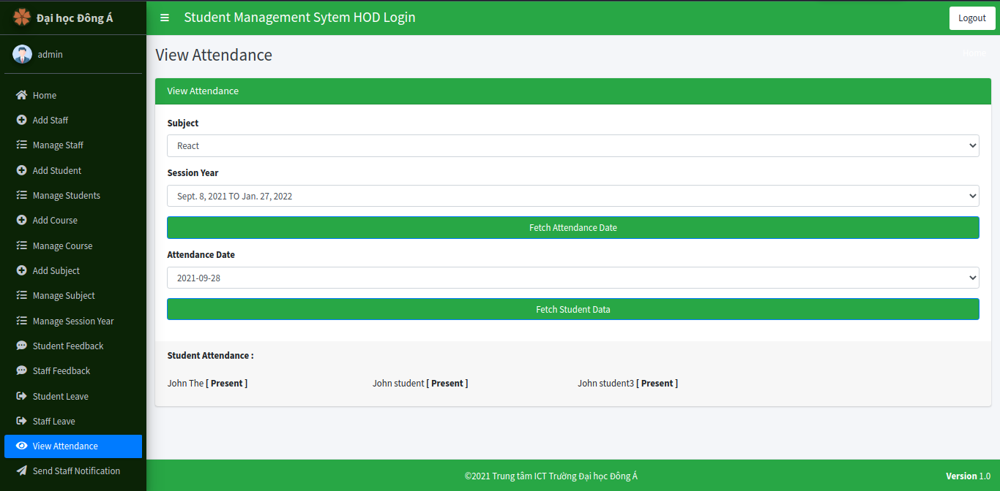 Đại học Đông Á
Student Management Sytem HOD Login
Logout
admin
View Attendance
Home
Home
Add Staff
Manage Staff
Add Student
Manage Students
Add Course
Manage Course
Add Subject
Manage Subject
Manage Session Year
Student Feedback
Staff Feedback
Student Leave
Staff Leave
View Attendance
Send Staff Notification
View Attendance
Subject
React
Session Year
Sept. 8, 2021 TO Jan. 27, 2022
Fetch Attendance Date
Attendance Date
2021-09-28
Fetch Student Data
Student Attendance :
John The [ Present ]
John student [ Present ]
John student3 [ Present ]
©2021 Trung tâm ICT Trường Đại học Đông Á
Version 1.0